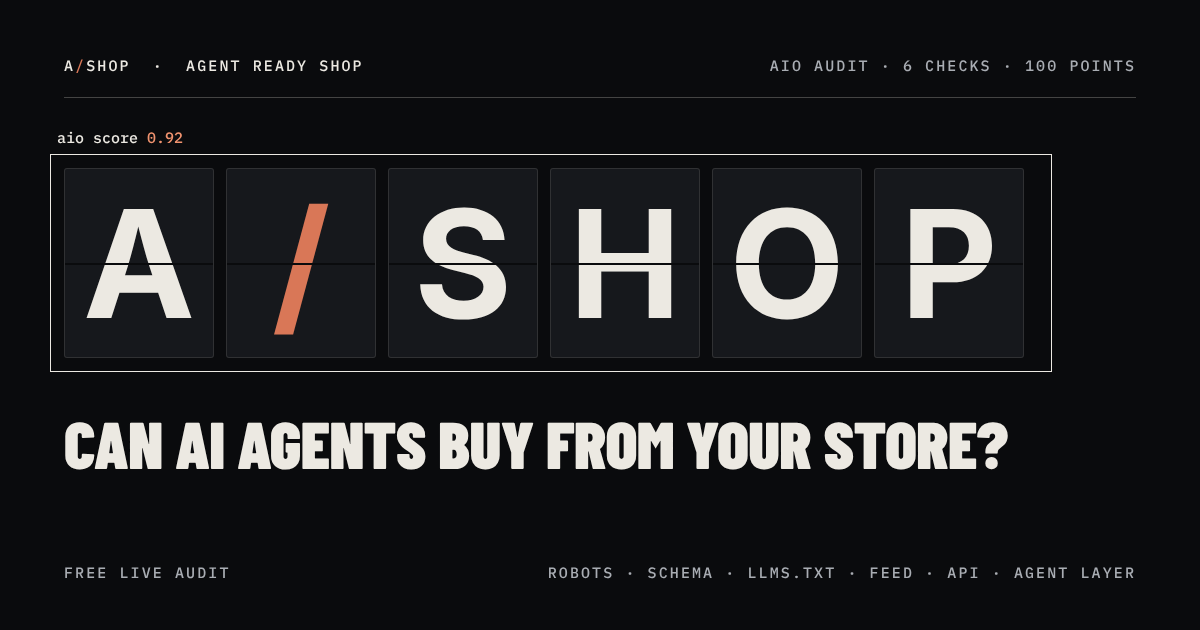 A/SHOP · AGENT READY SHOP
AIO AUDIT · 6 CHECKS · 100 POINTS
aio score 0.92
A/SHOP
CAN AI AGENTS BUY FROM YOUR STORE?
FREE LIVE AUDIT
ROBOTS · SCHEMA · LLMS.TXT · FEED · API · AGENT LAYER